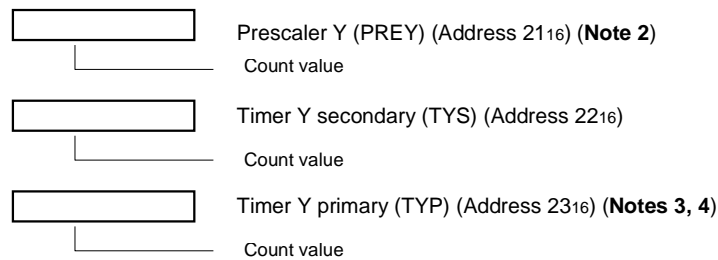 Prescaler Y (PREY) (Address 2116) (Note 2)
Count value
Timer Y secondary (TYS) (Address 2216)
Count value
Timer Y primary (TYP) (Address 2316) (Notes 3, 4)
Count value